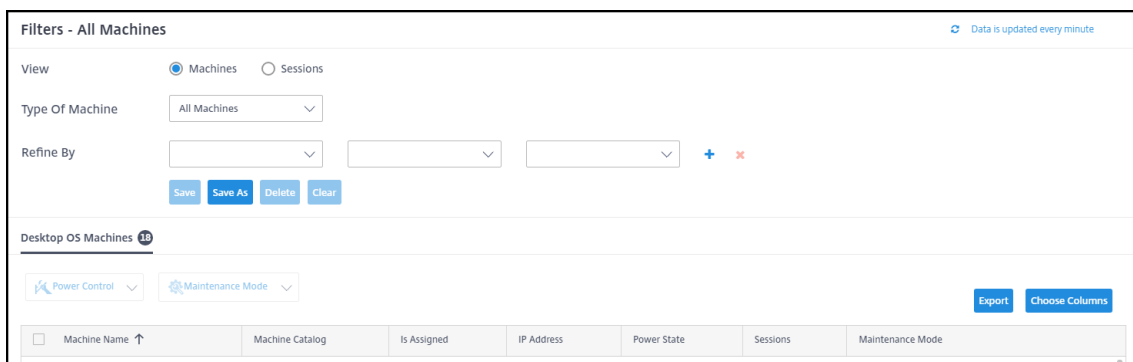 Filters - All Machines
Data is updated every minute
View Machines Sessions
Type Of Machine All Machines
Refine By
Save Save As Delete Clear
Desktop OS Machines 18
Power Control Maintenance Mode
Export Choose Columns
Machine Name Machine Catalog Is Assigned IP Address Power State Sessions Maintenance Mode